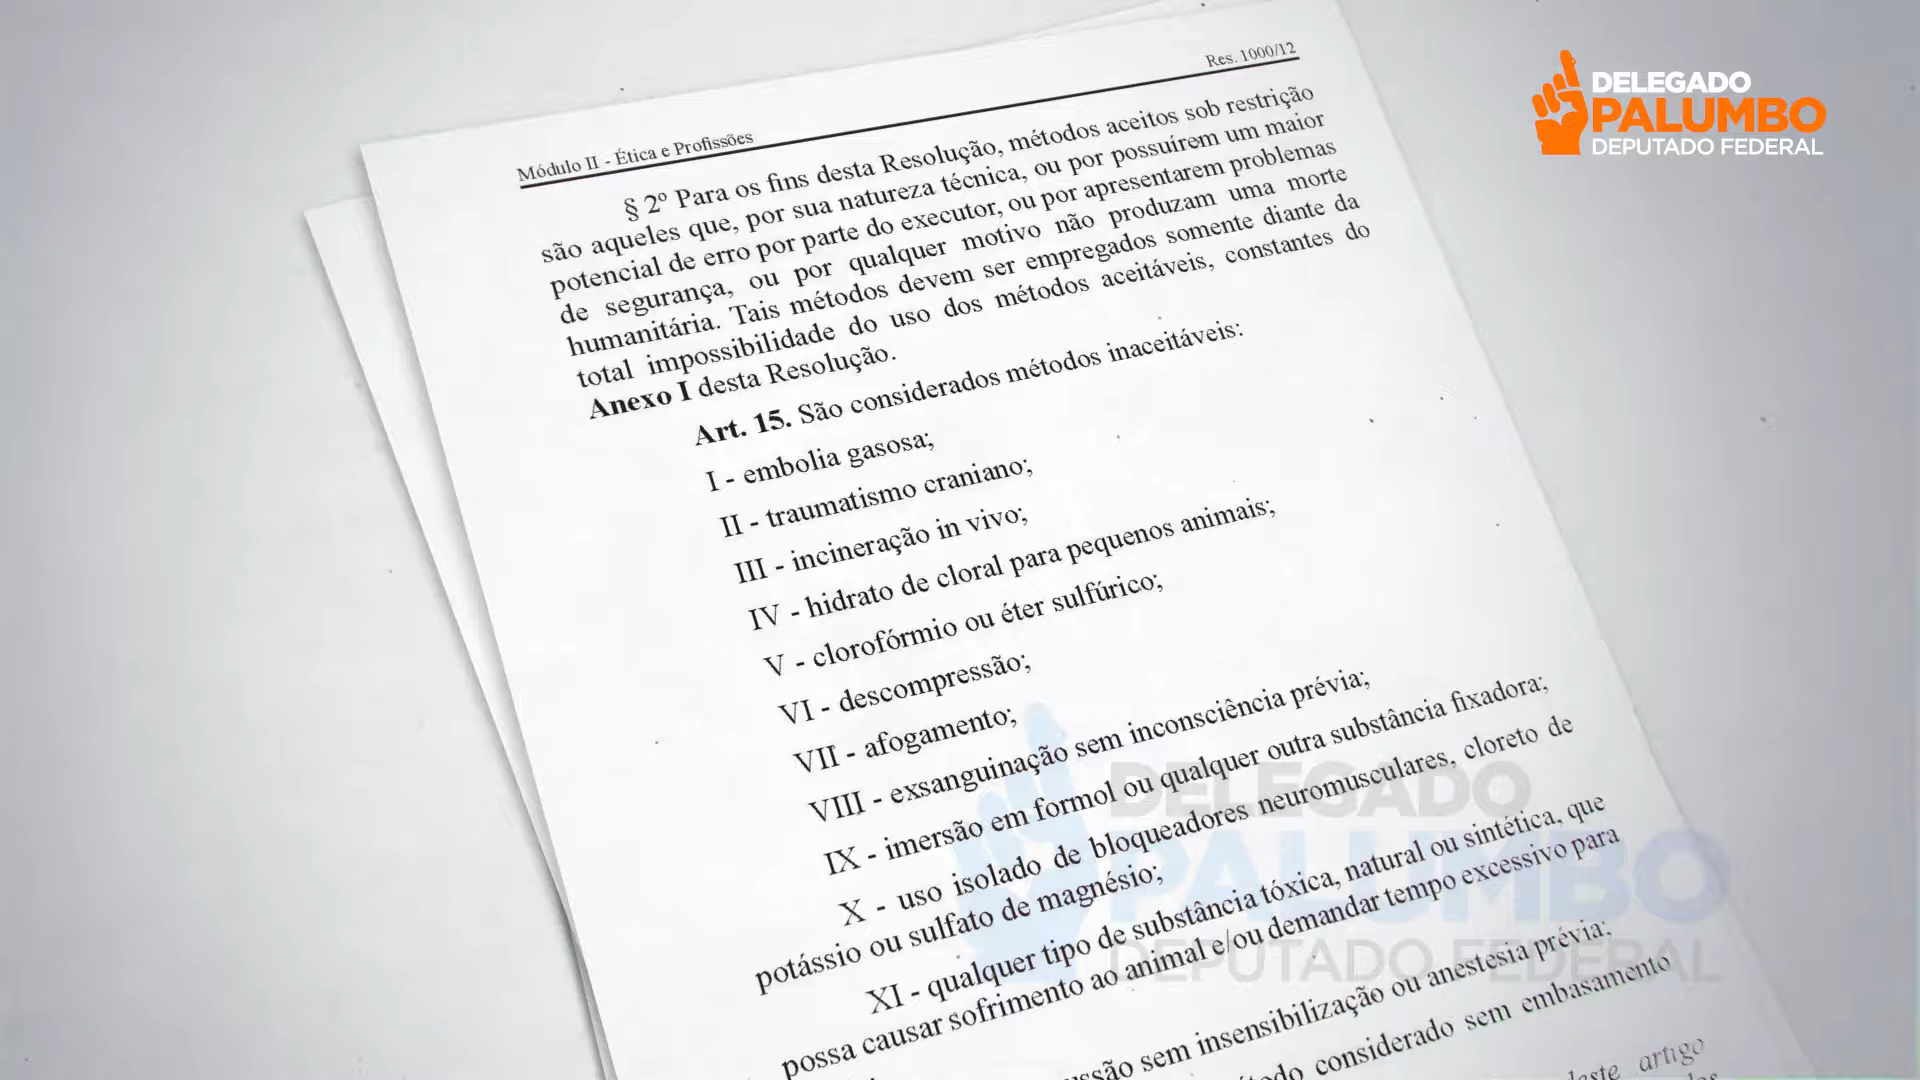 DELEGADO
PALUMBO
DEPUTADO FEDERAL
Módulo II - Ética e Profissões
Res. 1000/12
§ 2º Para os fins desta Resolução, métodos aceitos sob restrição
são aqueles que, por sua natureza técnica, ou por possuírem um maior
potencial de erro por parte do executor, ou por apresentarem problemas
de segurança, ou por qualquer motivo não produzam uma morte
humanitária. Tais métodos devem ser empregados somente diante da
total impossibilidade do uso dos métodos aceitáveis, constantes do
Anexo I desta Resolução.
Art. 15. São considerados métodos inaceitáveis:
I - embolia gasosa;
II - traumatismo craniano;
III - incineração in vivo;
IV - hidrato de cloral para pequenos animais;
V - clorofórmio ou éter sulfúrico;
VI - descompressão;
VII - afogamento;
VIII - exsanguinação sem inconsciência prévia;
IX - imersão em formol ou qualquer outra substância fixadora;
X - uso isolado de bloqueadores neuromusculares, cloreto de
potássio ou sulfato de magnésio;
XI - qualquer tipo de substância tóxica, natural ou sintética, que
possa causar sofrimento ao animal e/ou demandar tempo excessivo para
sem insensibilização ou anestesia prévia;
considerado sem embasamento
artigo
DELEGADO
PALUMBO
DEPUTADO FEDERAL